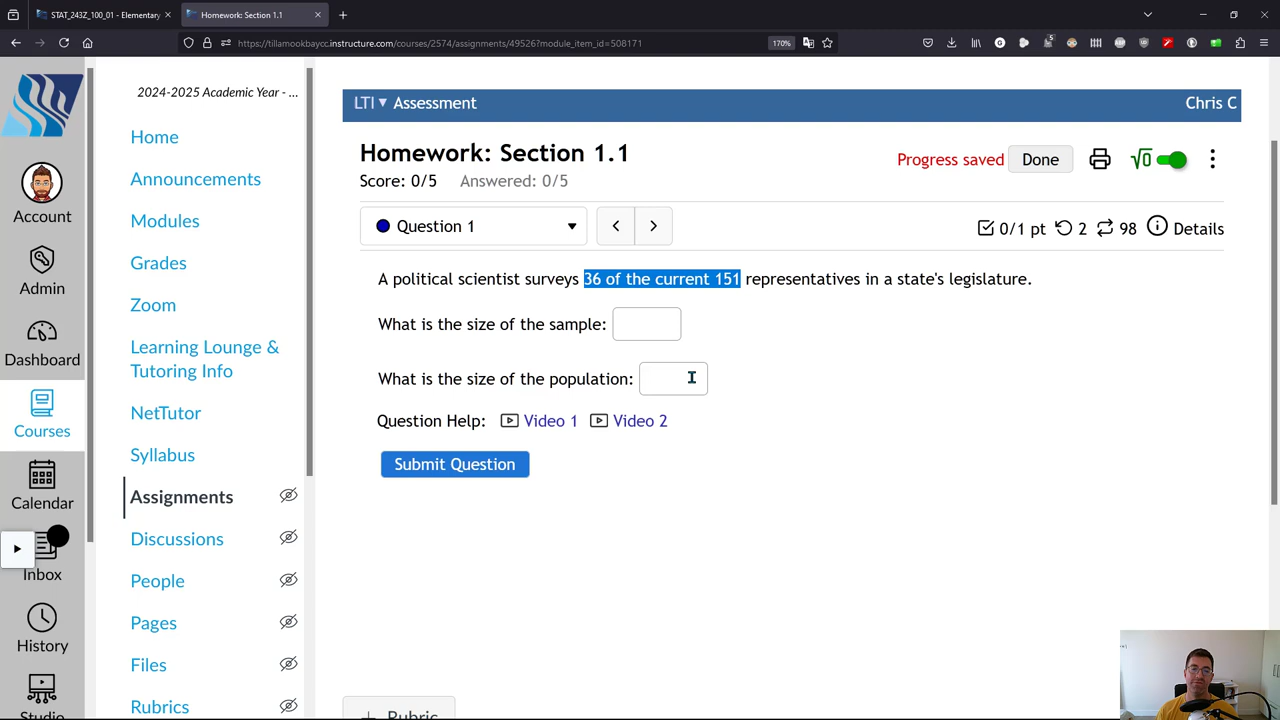 STAT_243Z_100_01 - Elementary
Homework: Section 1.1
https://tillamookbaycc.instructure.com/courses/2574/assignments/49526?module_item_id=508171
170%
5
2024-2025 Academic Year - ...
Account
Admin
Dashboard
Courses
Calendar
Inbox
History
Studio
Home
Announcements
Modules
Grades
Zoom
Learning Lounge &
Tutoring Info
NetTutor
Syllabus
Assignments
Discussions
People
Pages
Files
Rubrics
LTI Assessment
Chris C
Homework: Section 1.1
Progress saved
Done
√0
Score: 0/5 Answered: 0/5
Question 1
0/1 pt 2 98 Details
A political scientist surveys 36 of the current 151 representatives in a state's legislature.
What is the size of the sample:
What is the size of the population:
Question Help: Video 1 Video 2
Submit Question
+ Rubric